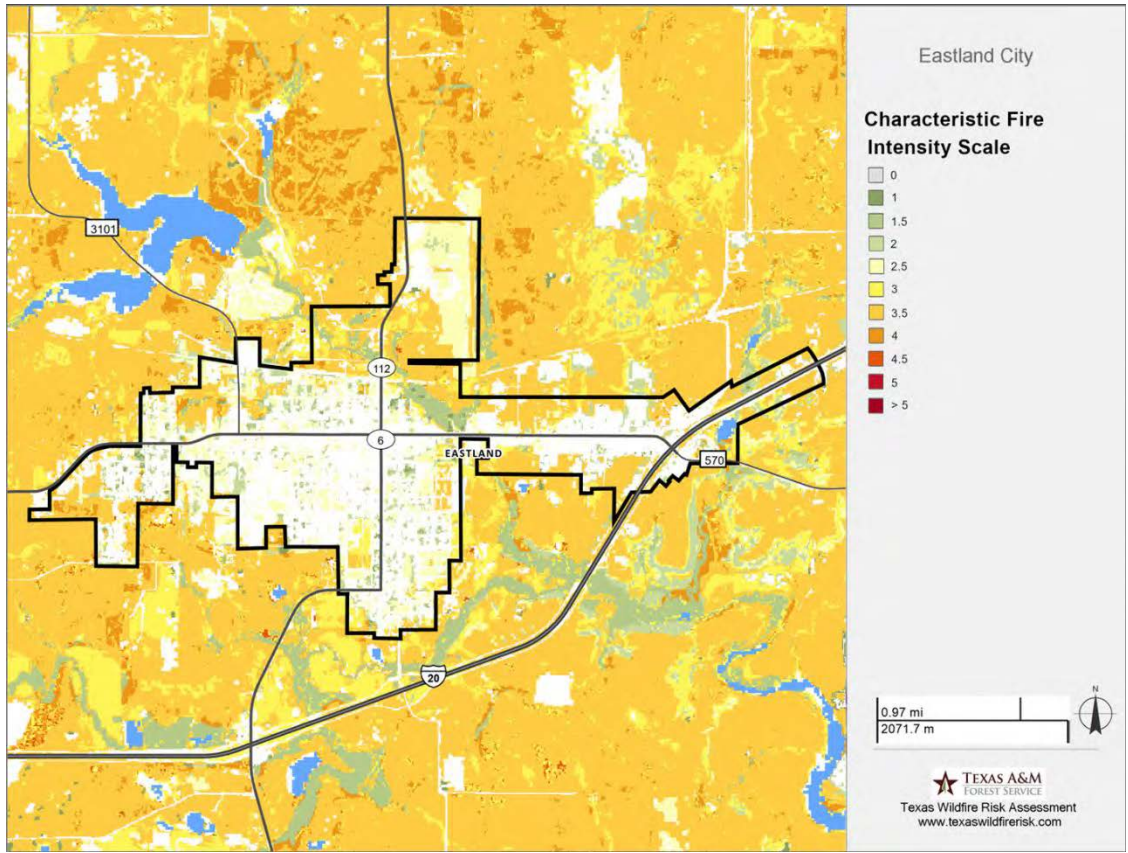 Eastland City
Characteristic Fire
Intensity Scale
0
1
1.5
2
2.5
3
3.5
4
4.5
5
> 5
3101
112
6
EASTLAND
570
20
0.97 mi
2071.7 m
N
TEXAS A&M
FOREST SERVICE
Texas Wildfire Risk Assessment
www.texaswildfirerisk.com